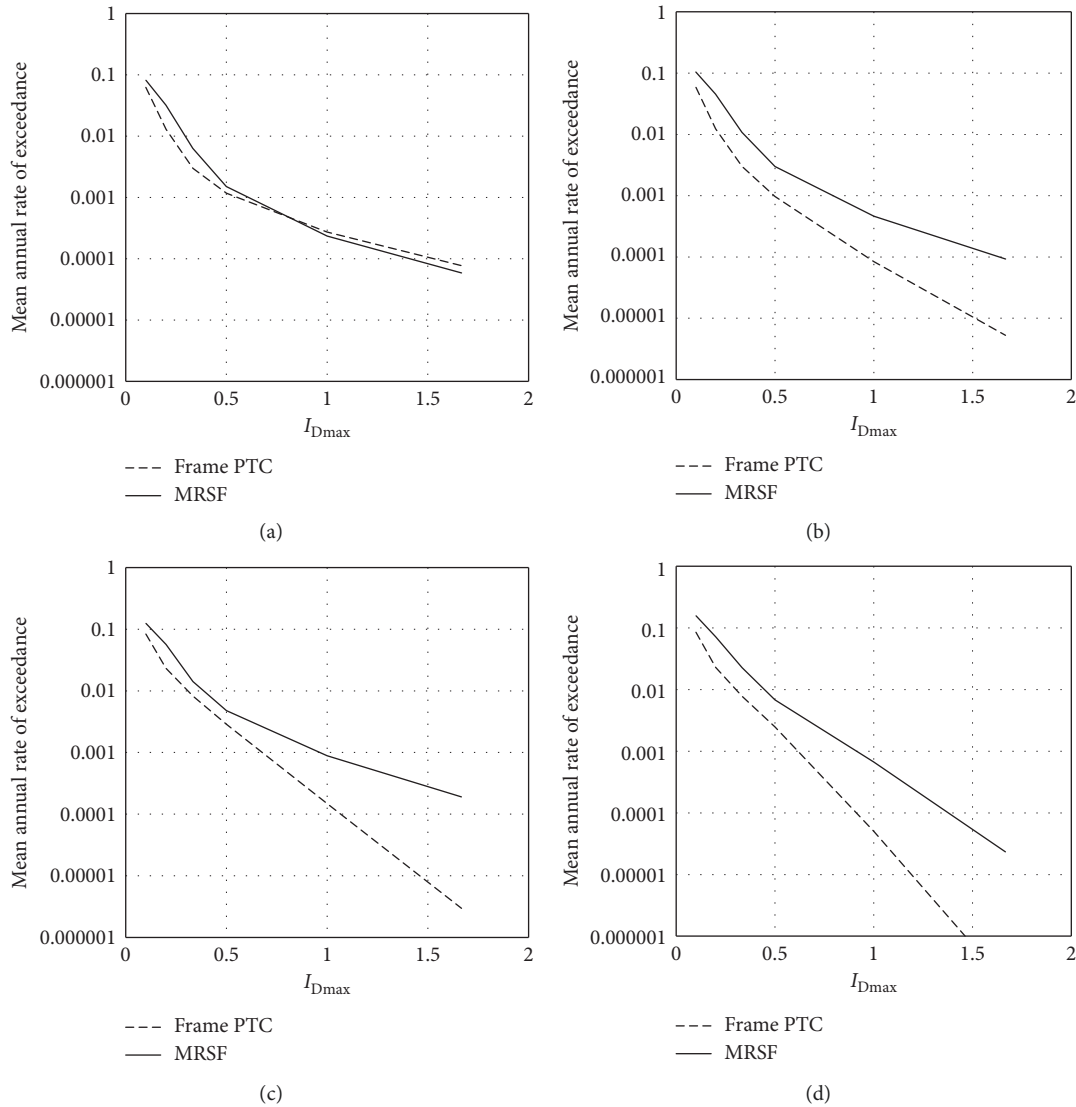 Mean annual rate of exceedance
1
0.1
0.01
0.001
0.0001
0.00001
0.000001
0 0.5 1 1.5 2
I_Dmax
Frame PTC
MRSF
(a)
Mean annual rate of exceedance
1
0.1
0.01
0.001
0.0001
0.00001
0.000001
0 0.5 1 1.5 2
I_Dmax
Frame PTC
MRSF
(b)
Mean annual rate of exceedance
1
0.1
0.01
0.001
0.0001
0.00001
0.000001
0 0.5 1 1.5 2
I_Dmax
Frame PTC
MRSF
(c)
Mean annual rate of exceedance
1
0.1
0.01
0.001
0.0001
0.00001
0.000001
0 0.5 1 1.5 2
I_Dmax
Frame PTC
MRSF
(d)